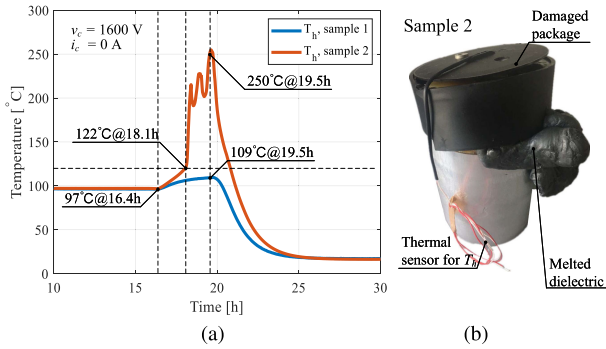 300
250
200
150
100
50
0
Temperature [°C]
v_c = 1600 V
i_c = 0 A
T_h, sample 1
T_h, sample 2
250°C@19.5h
122°C@18.1h
109°C@19.5h
97°C@16.4h
10 15 20 25 30
Time [h]
(a)
Sample 2
Damaged
package
Thermal
sensor for T_h
Melted
dielectric
(b)